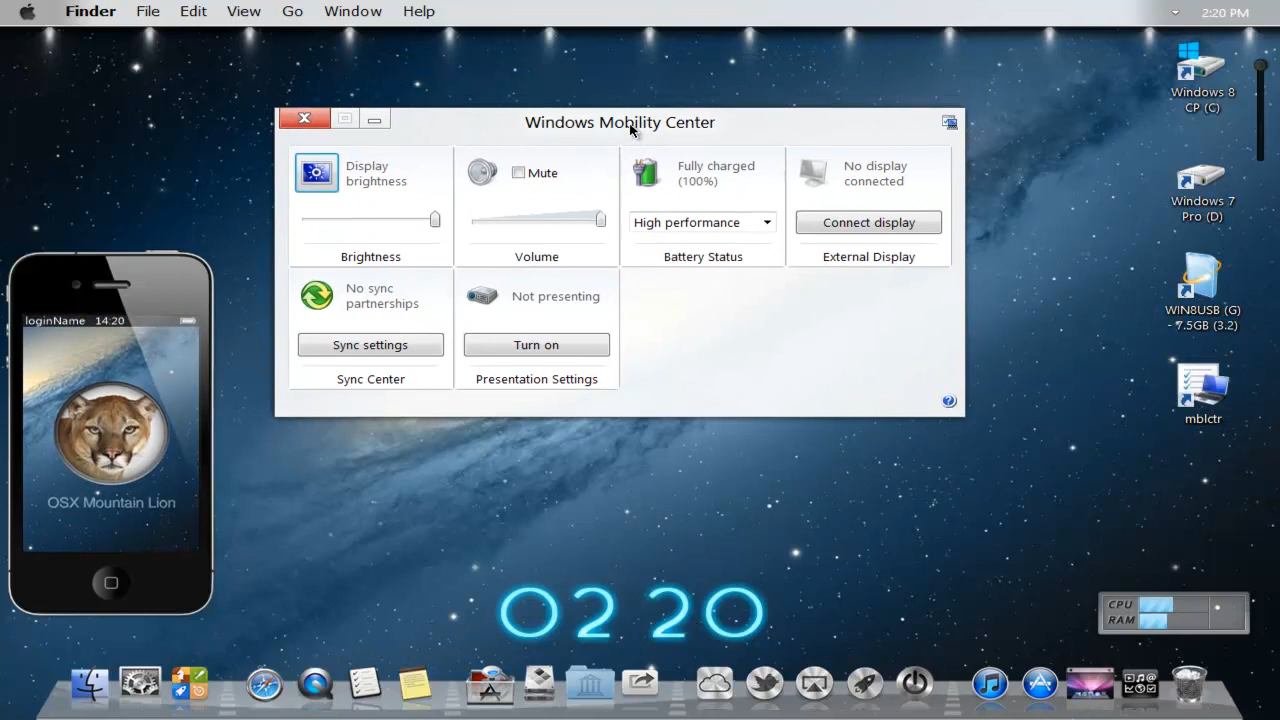 Finder File Edit View Go Window Help
2:20 PM
Windows 8
CP (C)
Windows 7
Pro (D)
WIN8USB (G)
- 7.5GB (3.2)
mblctr
Windows Mobility Center
Display
brightness
Brightness
Mute
Volume
Fully charged
(100%)
High performance
Battery Status
No display
connected
Connect display
External Display
No sync
partnerships
Sync settings
Sync Center
Not presenting
Turn on
Presentation Settings
loginName 14:20
OSX Mountain Lion
02 20
CPU
RAM